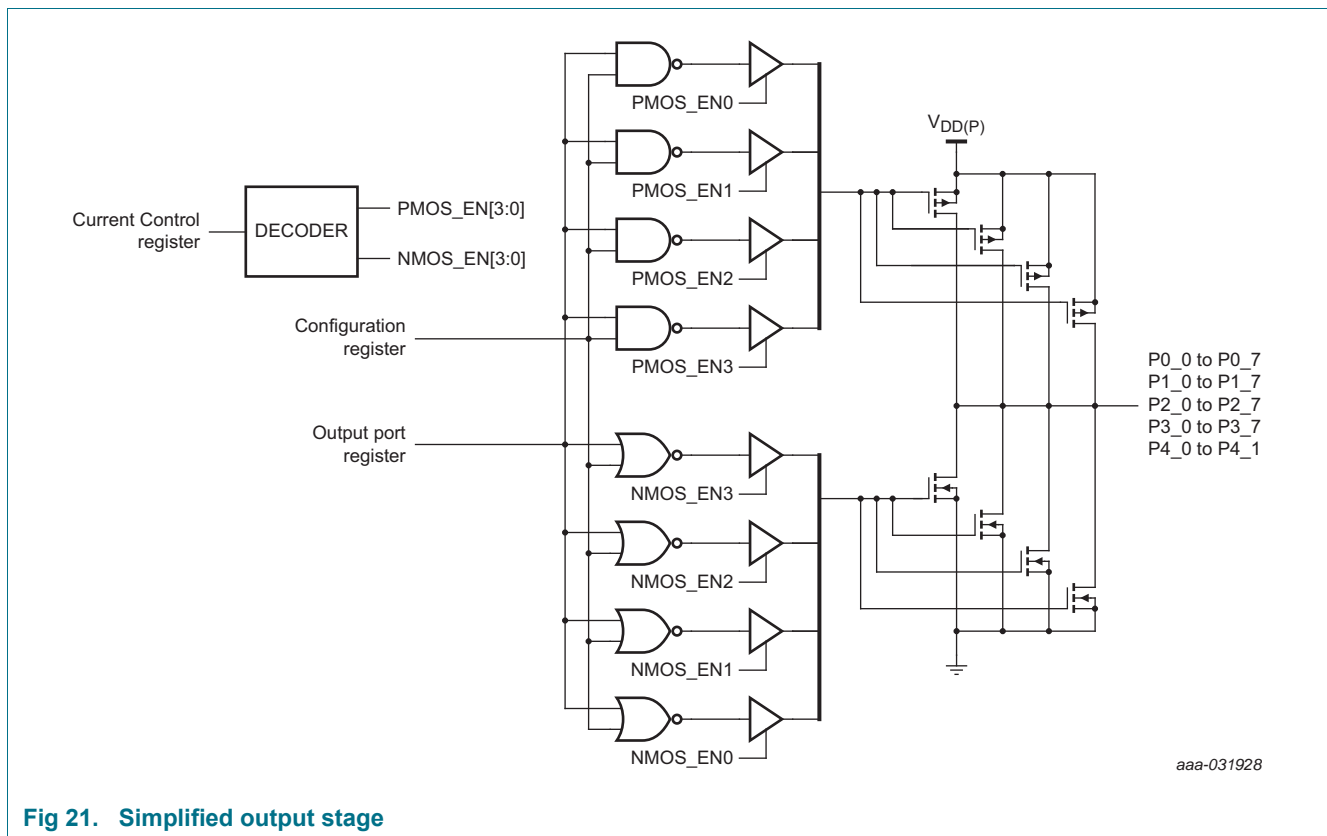 PMOS_EN0
V_DD(P)
PMOS_EN1
Current Control
register
DECODER
PMOS_EN[3:0]
NMOS_EN[3:0]
PMOS_EN2
Configuration
register
PMOS_EN3
P0_0 to P0_7
P1_0 to P1_7
P2_0 to P2_7
P3_0 to P3_7
P4_0 to P4_1
Output port
register
NMOS_EN3
NMOS_EN2
NMOS_EN1
NMOS_EN0
aaa-031928
Fig 21. Simplified output stage